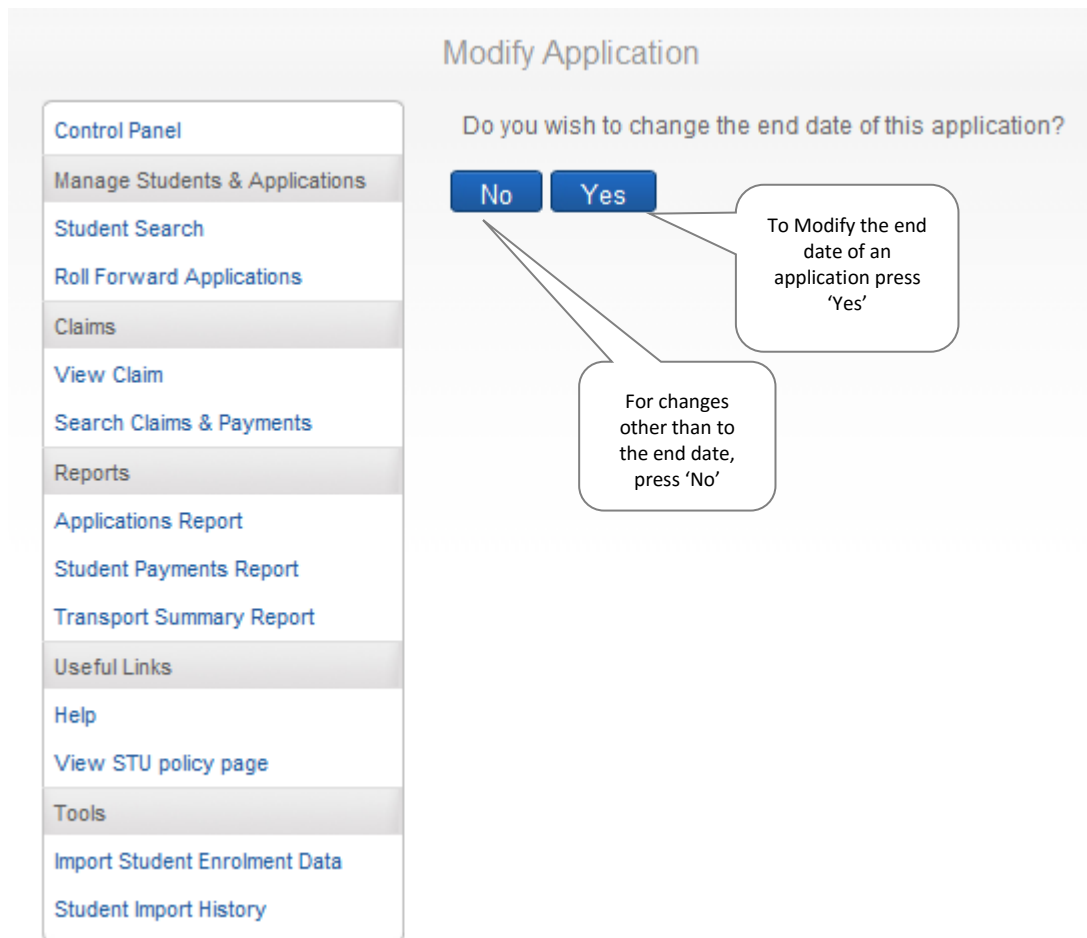 Modify Application
Control Panel
Manage Students & Applications
Student Search
Roll Forward Applications
Claims
View Claim
Search Claims & Payments
Reports
Applications Report
Student Payments Report
Transport Summary Report
Useful Links
Help
View STU policy page
Tools
Import Student Enrolment Data
Student Import History
Do you wish to change the end date of this application?
No Yes
To Modify the end
date of an
application press
‘Yes’
For changes
other than to
the end date,
press ‘No’